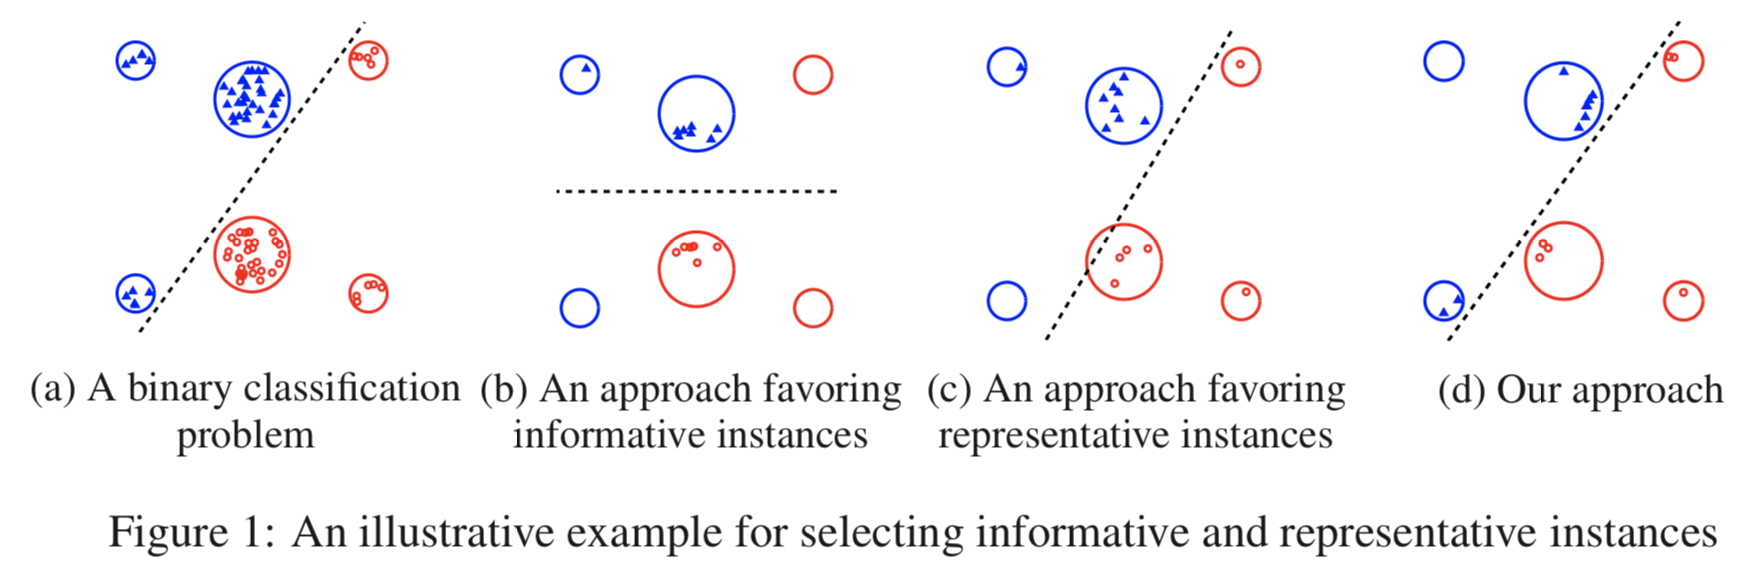 (a) A binary classification
problem
(b) An approach favoring
informative instances
(c) An approach favoring
representative instances
(d) Our approach
Figure 1: An illustrative example for selecting informative and representative instances